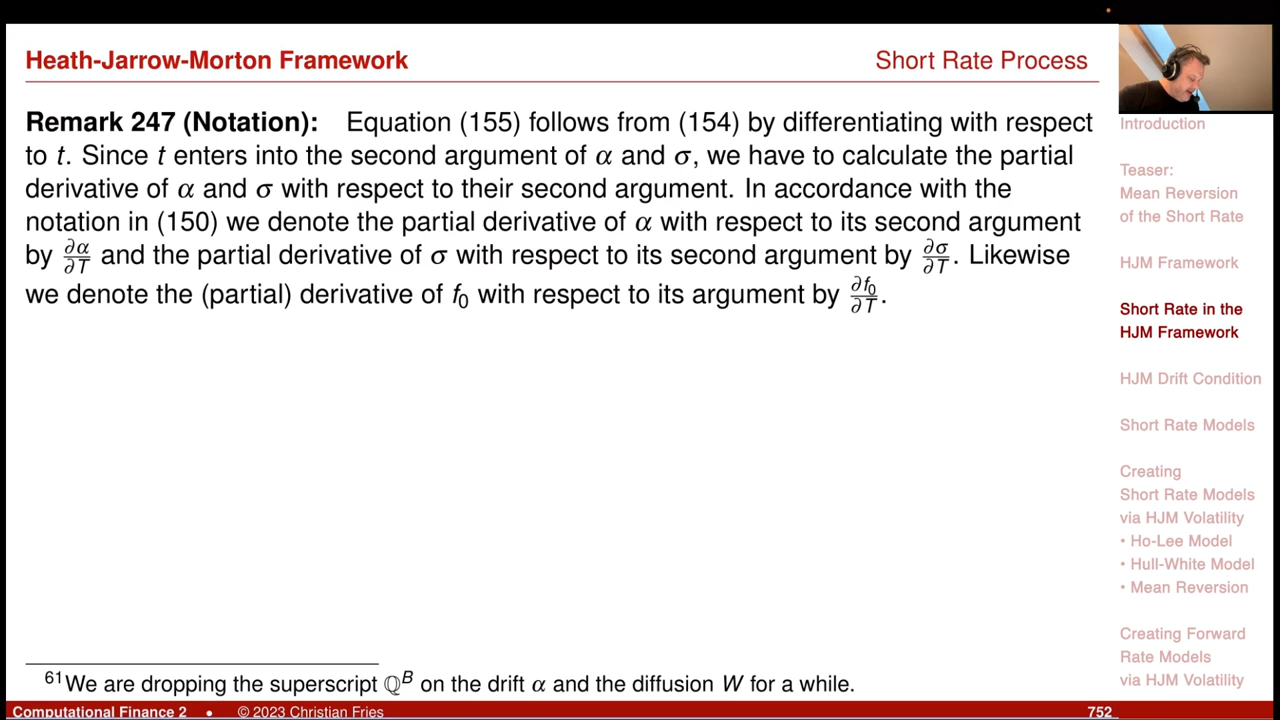 Heath-Jarrow-Morton Framework
Short Rate Process
Remark 247 (Notation): Equation (155) follows from (154) by differentiating with respect
to t. Since t enters into the second argument of α and σ, we have to calculate the partial
derivative of α and σ with respect to their second argument. In accordance with the
notation in (150) we denote the partial derivative of α with respect to its second argument
by ∂α/∂T and the partial derivative of σ with respect to its second argument by ∂σ/∂T. Likewise
we denote the (partial) derivative of f₀ with respect to its argument by ∂f₀/∂T.
⁶¹We are dropping the superscript ℚᴮ on the drift α and the diffusion W for a while.
Computational Finance 2 • © 2023 Christian Fries
752
Introduction
Teaser:
Mean Reversion
of the Short Rate
HJM Framework
Short Rate in the
HJM Framework
HJM Drift Condition
Short Rate Models
Creating
Short Rate Models
via HJM Volatility
• Ho-Lee Model
• Hull-White Model
• Mean Reversion
Creating Forward
Rate Models
via HJM Volatility